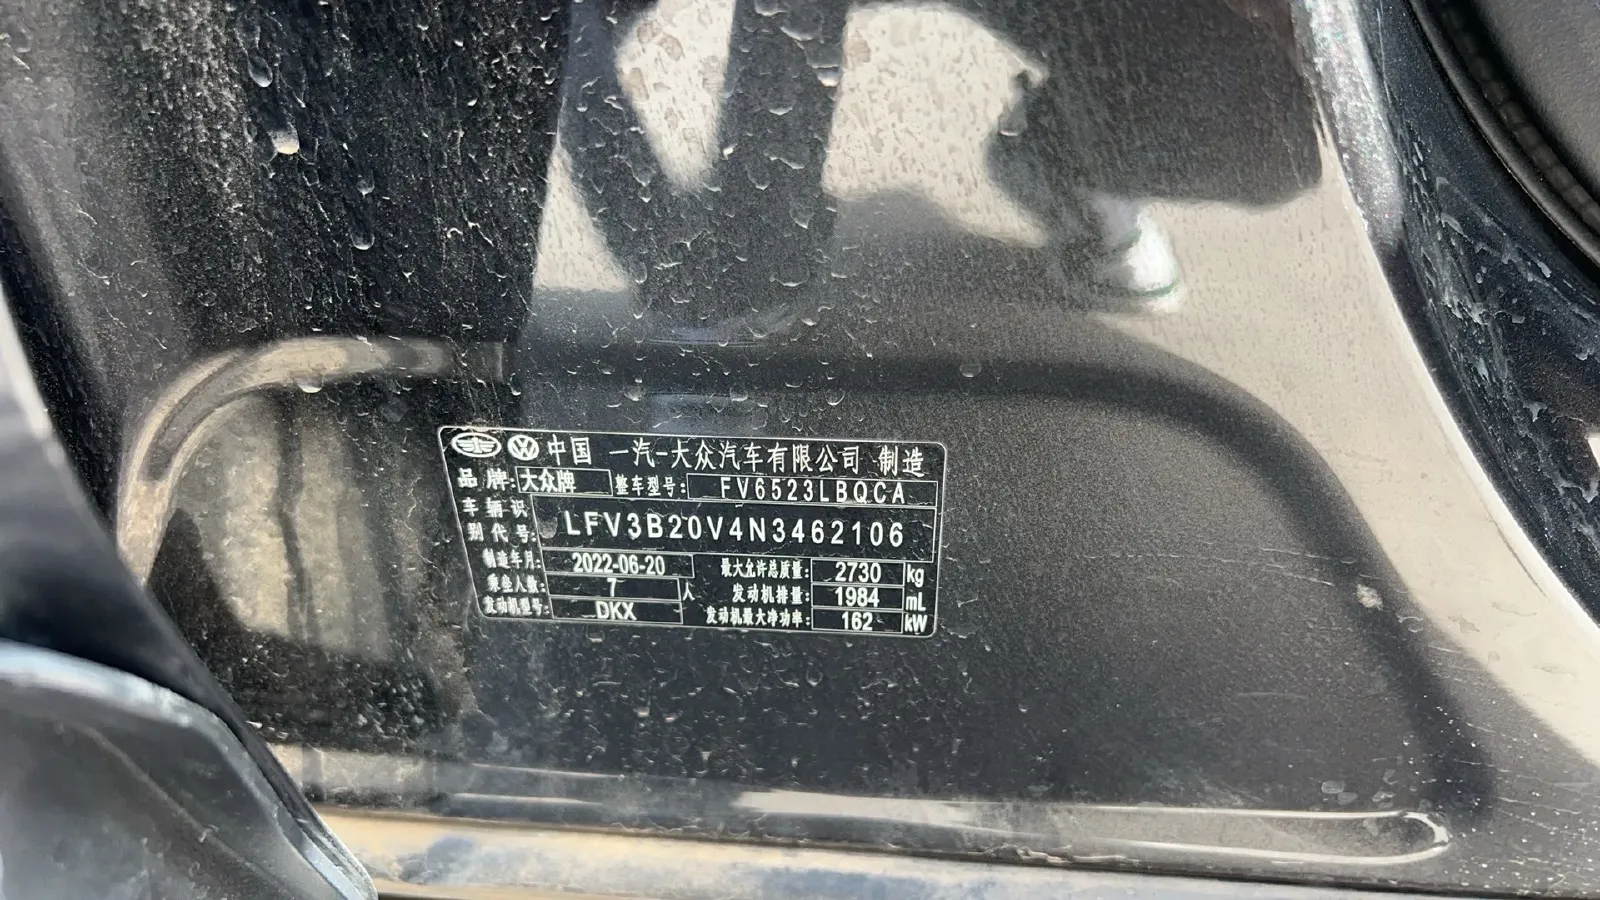 中国 一汽-大众汽车有限公司 制造
品牌: 大众牌 整车型号: FV6523LBQCA
车辆识别代号: LFV3B20V4N3462106
制造年月: 2022-06-20 最大允许总质量: 2730 kg
乘坐人数: 7 人 发动机排量: 1984 mL
发动机型号: DKX 发动机最大净功率: 162 kW